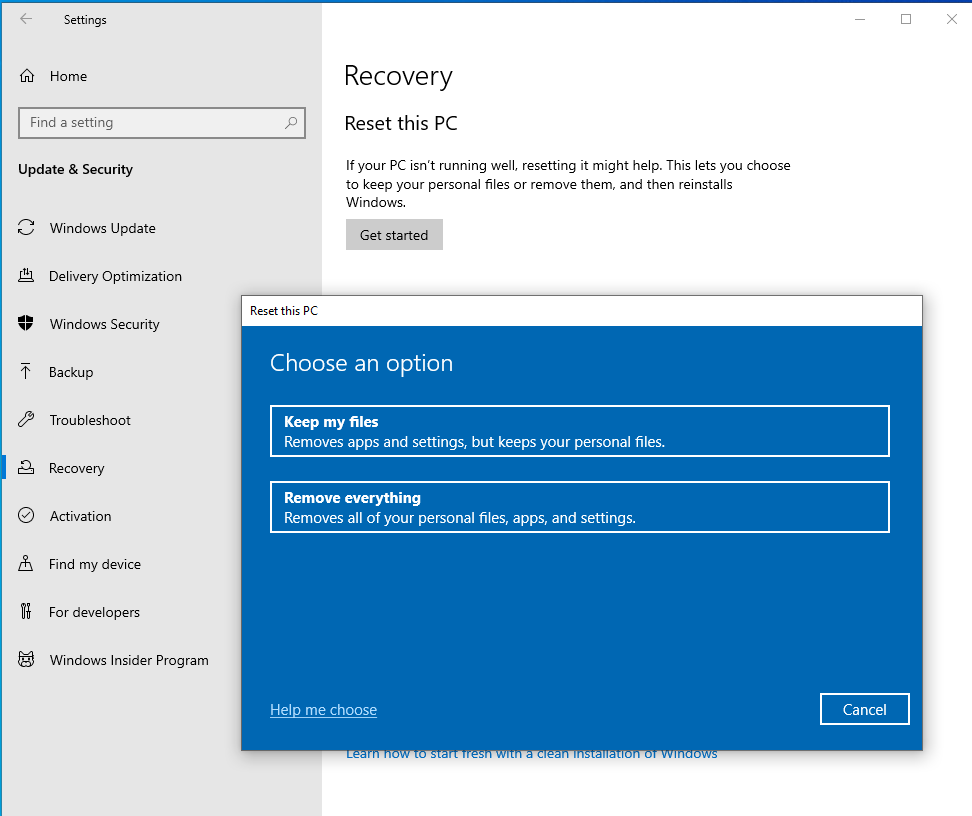 Settings
Home
Find a setting
Update & Security
Windows Update
Delivery Optimization
Windows Security
Backup
Troubleshoot
Recovery
Activation
Find my device
For developers
Windows Insider Program
Recovery
Reset this PC
If your PC isn't running well, resetting it might help. This lets you choose
to keep your personal files or remove them, and then reinstalls
Windows.
Get started
Reset this PC
Choose an option
Keep my files
Removes apps and settings, but keeps your personal files.
Remove everything
Removes all of your personal files, apps, and settings.
Help me choose
Cancel
Learn how to start fresh with a clean installation of Windows